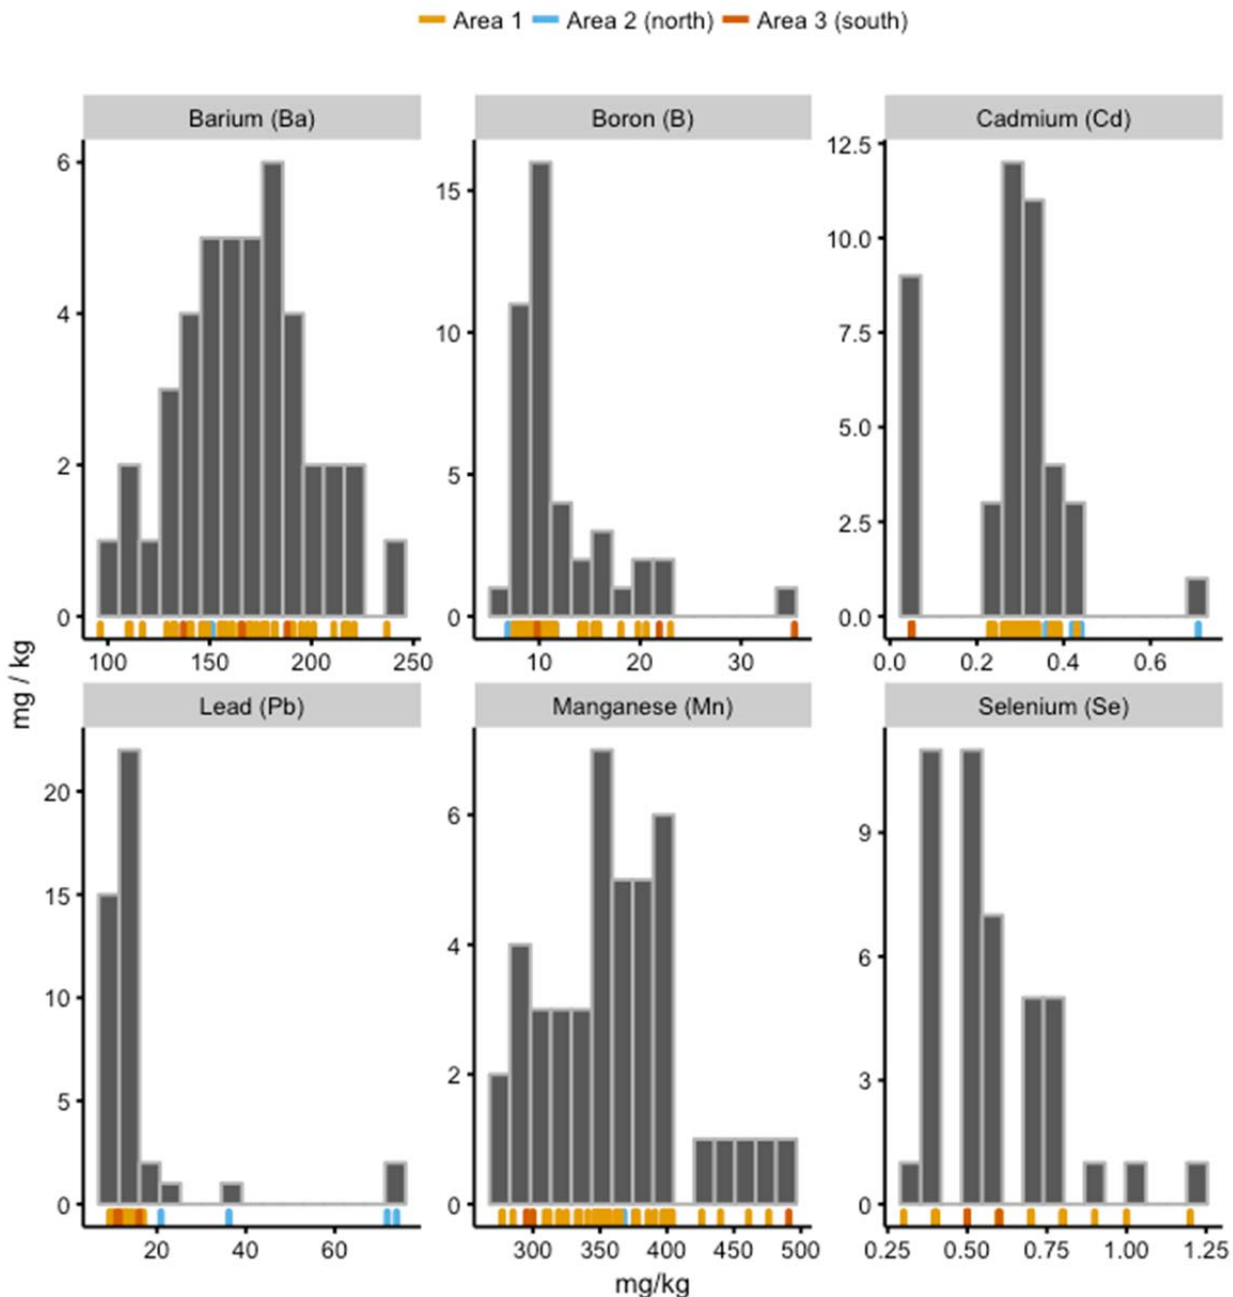 Area 1 Area 2 (north) Area 3 (south)
Barium (Ba) Boron (B) Cadmium (Cd)
6
4
2
0
100 150 200 250
15
10
5
0
10 20 30
12.5
10.0
7.5
5.0
2.5
0.0
0.0 0.2 0.4 0.6
mg / kg
Lead (Pb) Manganese (Mn) Selenium (Se)
20
15
10
5
0
20 40 60
6
4
2
0
300 350 400 450 500
9
6
3
0
0.25 0.50 0.75 1.00 1.25
mg/kg